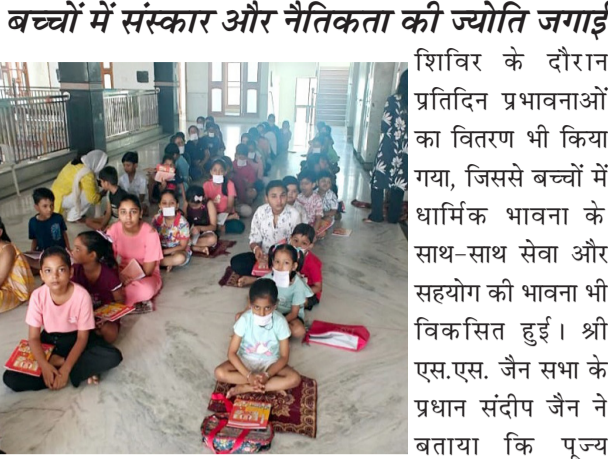 बच्चों में संस्कार और नैतिकता की ज्योति जगाई
शिविर के दौरान
प्रतिदिन प्रभावनाओं
का वितरण भी किया
गया, जिससे बच्चों में
धार्मिक भावना के
साथ-साथ सेवा और
सहयोग की भावना भी
विकसित हुई। श्री
एस.एस. जैन सभा के
प्रधान संदीप जैन ने
बताया कि पूज्य